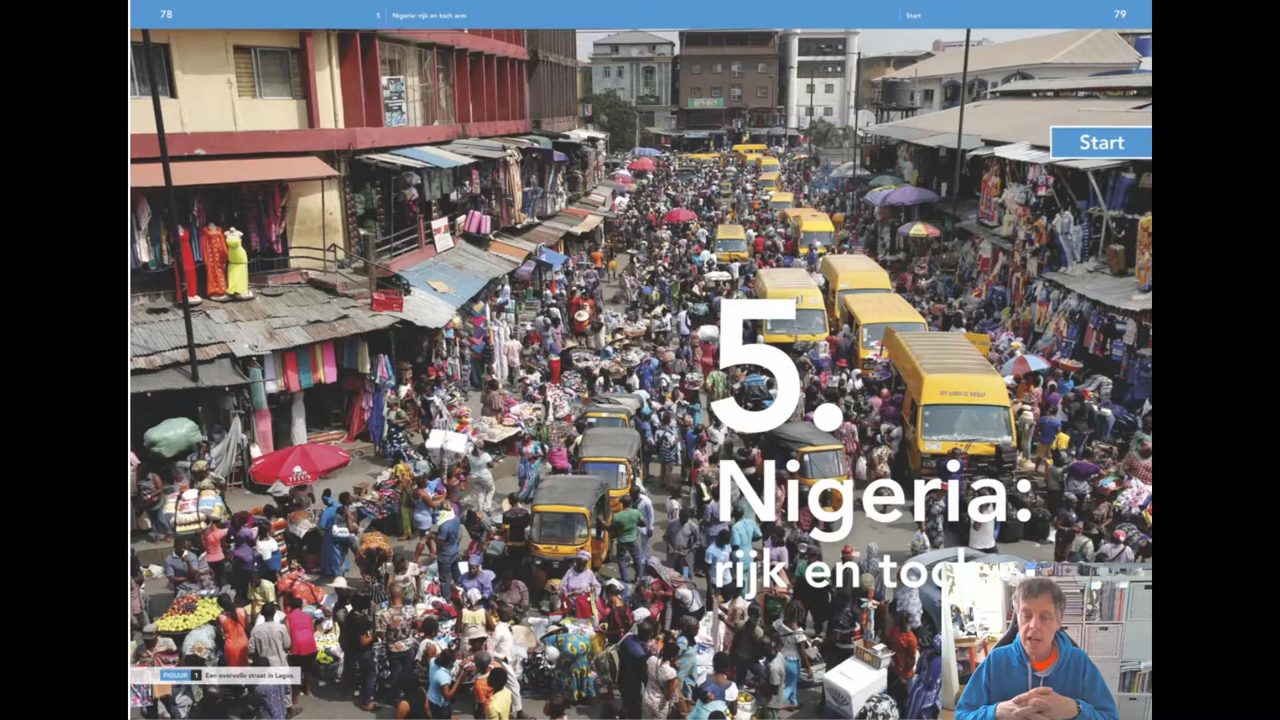 78
5
Nigeria: rijk en toch arm
Start
79
Start
5.
Nigeria:
rijk en toch
FIGUUR 1 Een overvolle straat in Lagos.